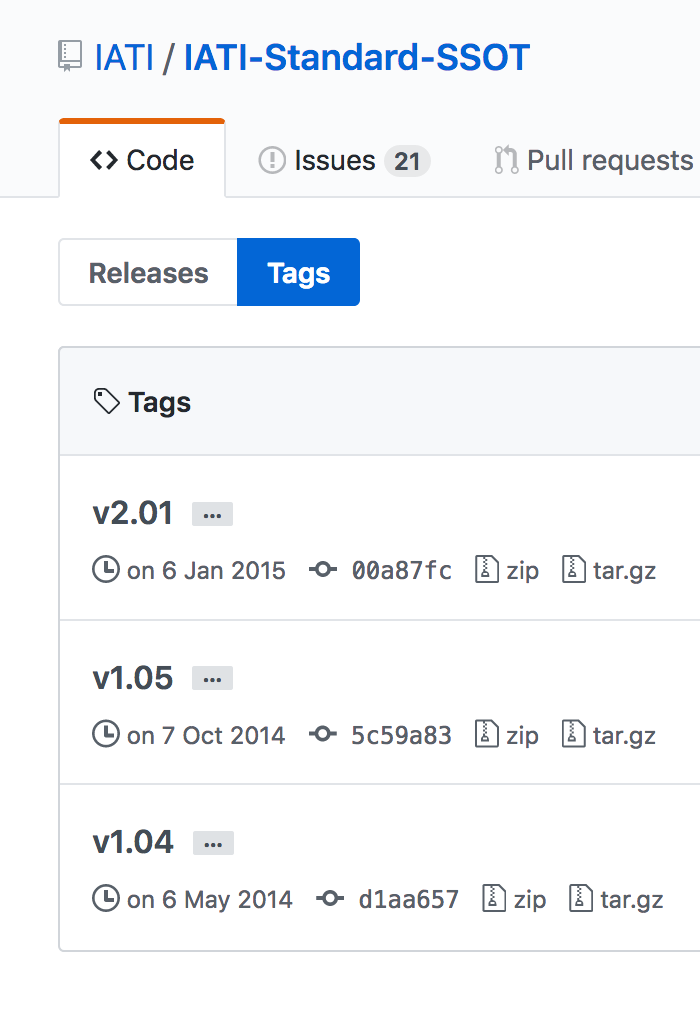 IATI / IATI-Standard-SSOT
Code Issues 21 Pull requests
Releases Tags
Tags
v2.01 ...
on 6 Jan 2015 00a87fc zip tar.gz
v1.05 ...
on 7 Oct 2014 5c59a83 zip tar.gz
v1.04 ...
on 6 May 2014 d1aa657 zip tar.gz